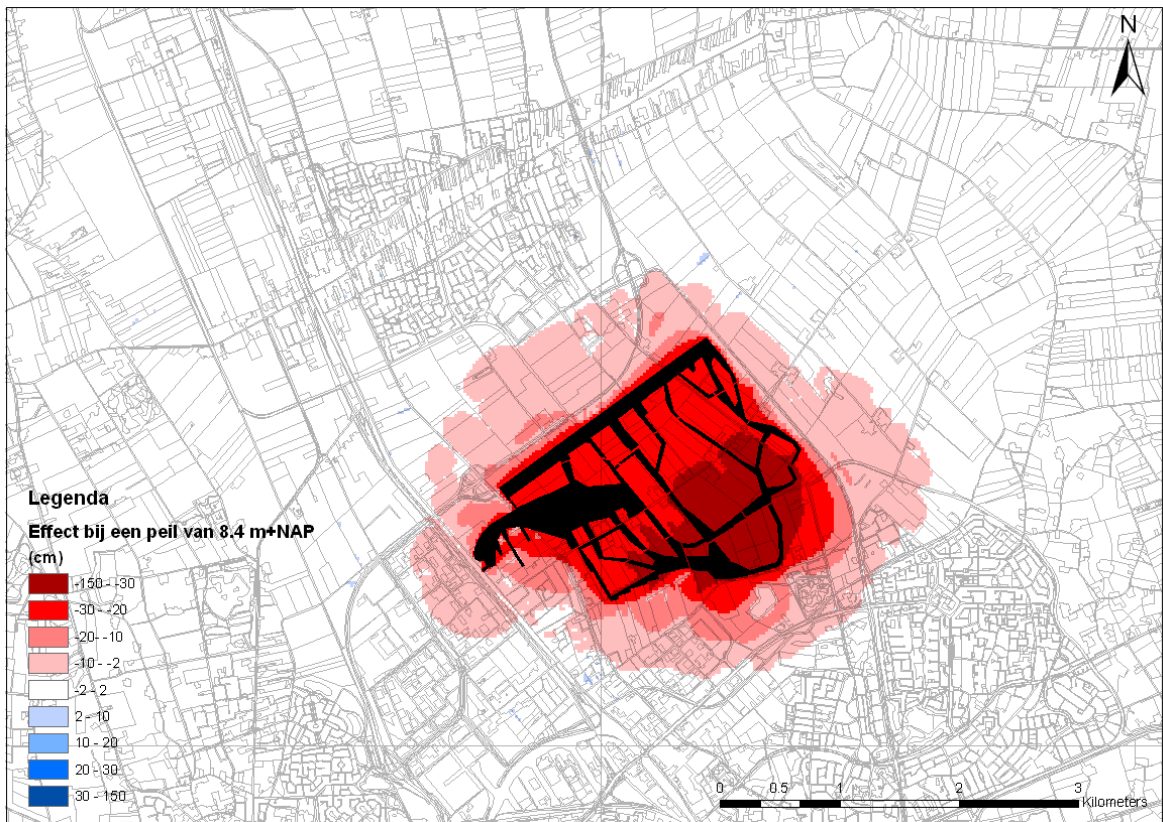 N
Legenda
Effect bij een peil van 8.4 m+NAP
(cm)
-150 - -30
-30 - -20
-20 - -10
-10 - -2
-2 - 2
2 - 10
10 - 20
20 - 30
30 - 150
0 0.5 1 2 3
Kilometers